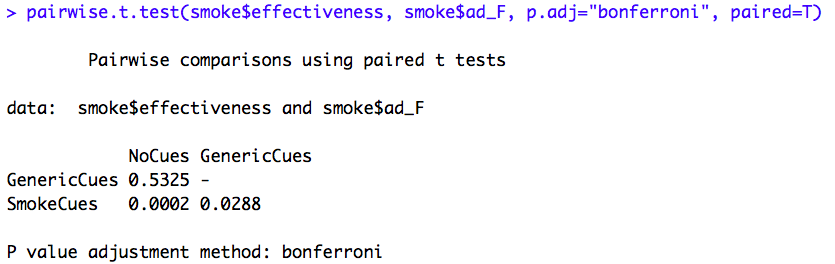 > pairwise.t.test(smoke$effectiveness, smoke$ad_F, p.adj="bonferroni", paired=T)
Pairwise comparisons using paired t tests
data:  smoke$effectiveness and smoke$ad_F
NoCues GenericCues
GenericCues 0.5325 -
SmokeCues   0.0002 0.0288
P value adjustment method: bonferroni